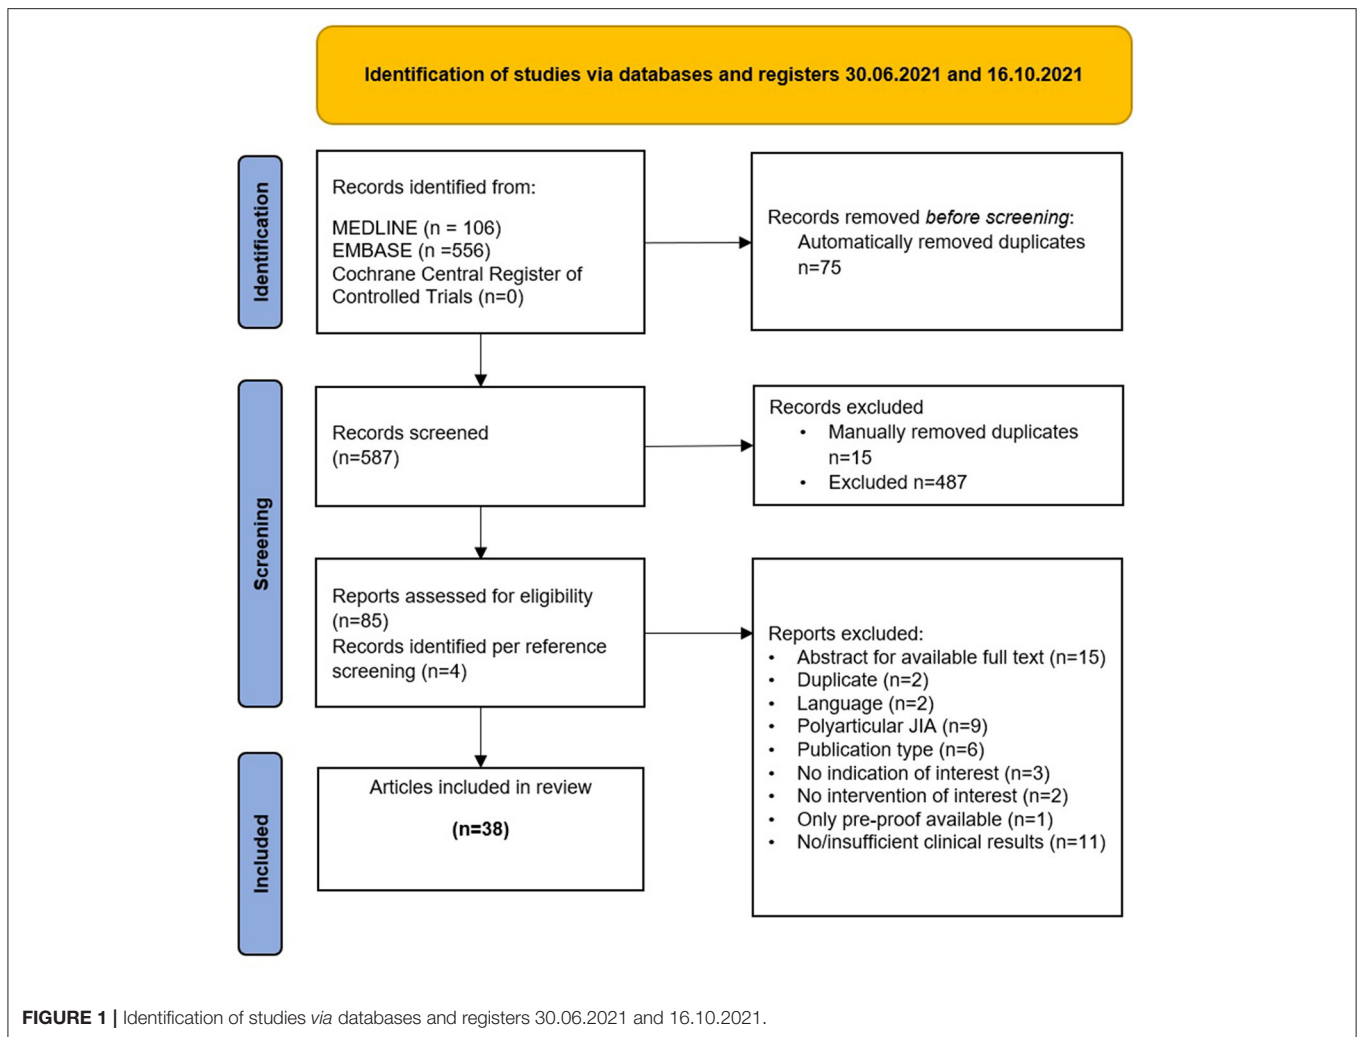 Identification of studies via databases and registers 30.06.2021 and 16.10.2021
Identification
Records identified from:
MEDLINE (n = 106)
EMBASE (n =556)
Cochrane Central Register of
Controlled Trials (n=0)
Records removed before screening:
Automatically removed duplicates
n=75
Screening
Records screened
(n=587)
Records excluded
• Manually removed duplicates
n=15
• Excluded n=487
Reports assessed for eligibility
(n=85)
Records identified per reference
screening (n=4)
Reports excluded:
• Abstract for available full text (n=15)
• Duplicate (n=2)
• Language (n=2)
• Polyarticular JIA (n=9)
• Publication type (n=6)
• No indication of interest (n=3)
• No intervention of interest (n=2)
• Only pre-proof available (n=1)
• No/insufficient clinical results (n=11)
Included
Articles included in review
(n=38)
FIGURE 1 | Identification of studies via databases and registers 30.06.2021 and 16.10.2021.